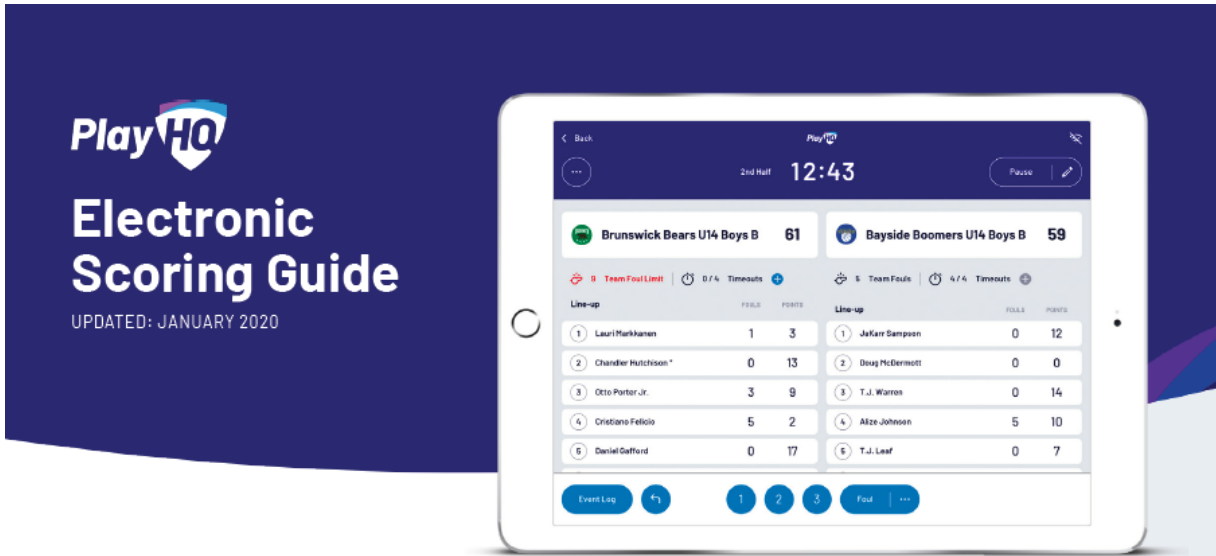 PlayHQ
Electronic
Scoring Guide
UPDATED: JANUARY 2020
Back
PlayHQ
2nd Half 12:43
Pause
Brunswick Bears U14 Boys B 61
Bayside Boomers U14 Boys B 59
Team Foul Limit 0/4 Timeouts
5 Team Fouls 4/4 Timeouts
Line-up FOULS POINTS
Line-up FOULS POINTS
1 Lauri Markkanen 1 3
1 JaKarr Sampson 0 12
2 Chandler Hutchison * 0 13
2 Doug McDermott 0 0
3 Otto Porter Jr. 3 9
3 T.J. Warren 0 14
4 Cristiano Felicio 5 2
4 Alize Johnson 5 10
5 Daniel Gafford 0 17
5 T.J. Leaf 0 7
Event Log
1 2 3
Foul ...